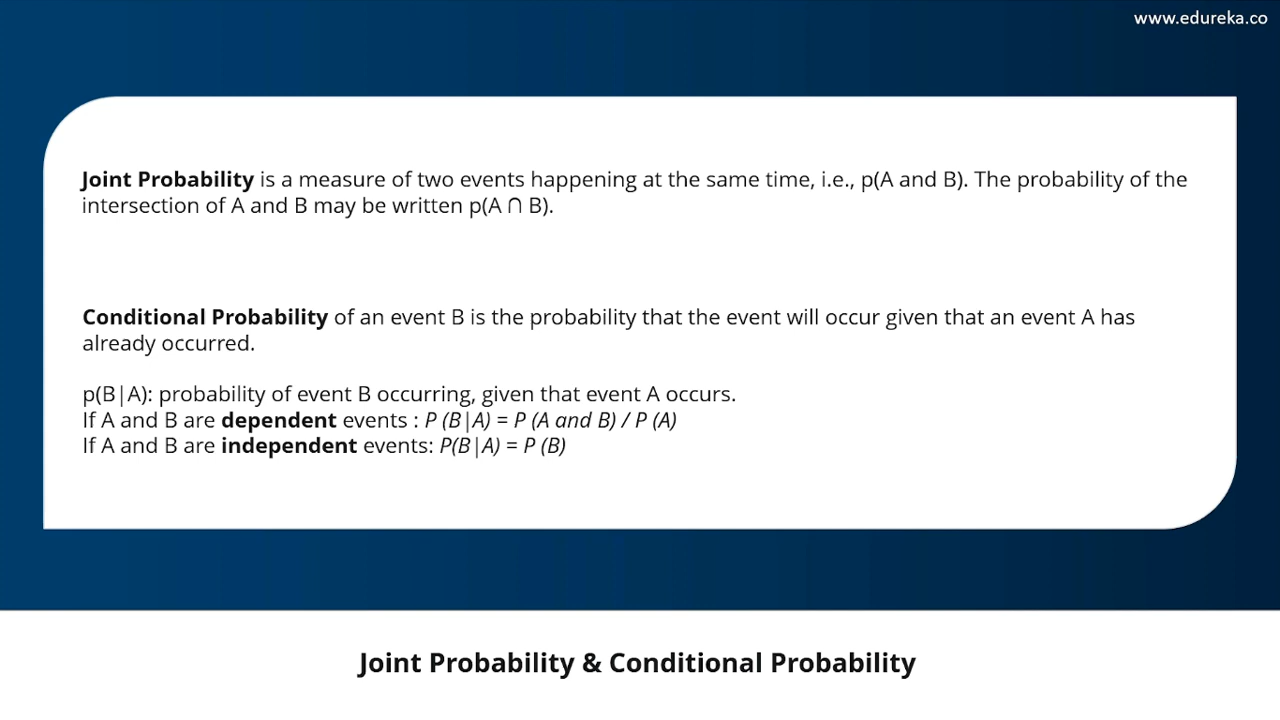 www.edureka.co
Joint Probability is a measure of two events happening at the same time, i.e., p(A and B). The probability of the
intersection of A and B may be written p(A ∩ B).
Conditional Probability of an event B is the probability that the event will occur given that an event A has
already occurred.
p(B|A): probability of event B occurring, given that event A occurs.
If A and B are dependent events : P (B|A) = P (A and B) / P (A)
If A and B are independent events: P(B|A) = P (B)
Joint Probability & Conditional Probability